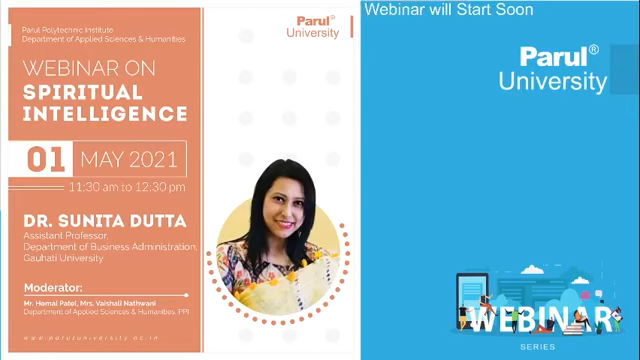 Parul Polytechnic Institute
Department of Applied Sciences & Humanities
Parul®
University
WEBINAR ON
SPIRITUAL
INTELLIGENCE
01 MAY 2021
11:30 am to 12:30 pm
DR. SUNITA DUTTA
Assistant Professor,
Department of Business Administration,
Gauhati University
Moderator:
Mr. Hemal Patel, Mrs. Vaishali Nathwani
Department of Applied Sciences & Humanities, PPI
www.paruluniversity.ac.in
Webinar will Start Soon
Parul®
University
WEBINAR
SERIES